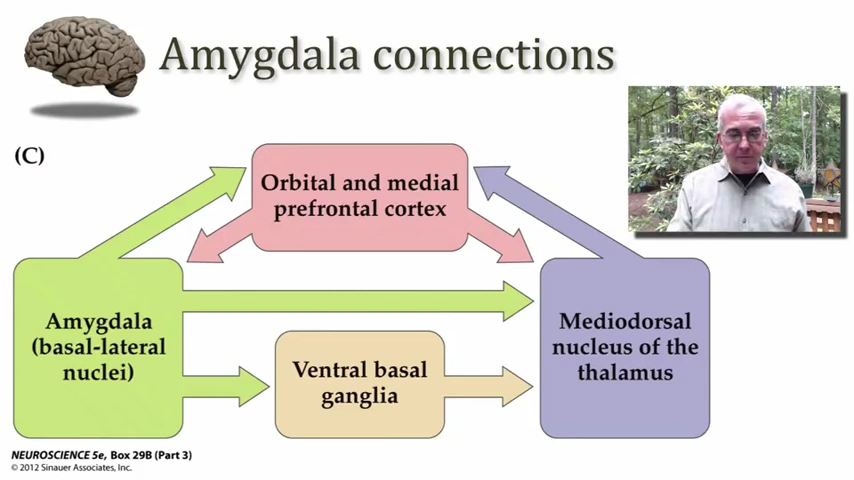 Amygdala connections
(C)
Orbital and medial
prefrontal cortex
Amygdala
(basal-lateral
nuclei)
Ventral basal
ganglia
Mediodorsal
nucleus of the
thalamus
NEUROSCIENCE 5e, Box 29B (Part 3)
© 2012 Sinauer Associates, Inc.